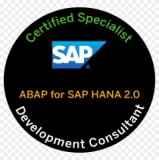 Certified Specialist
SAP
ABAP for SAP HANA 2.0
Development Consultant